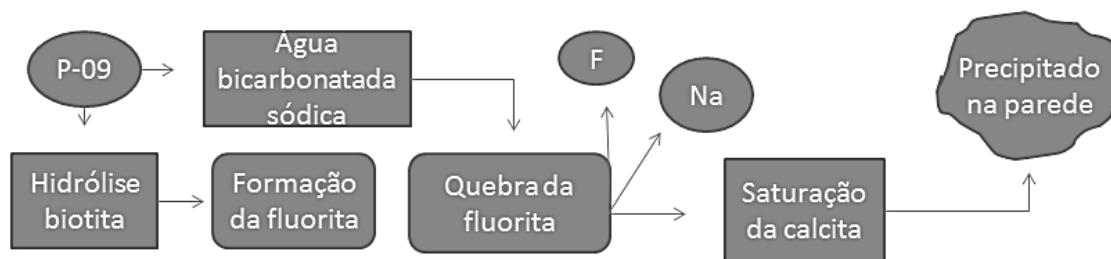 P-09
Água
bicarbonatada
sódica
F
Na
Precipitado
na parede
Hidrólise
biotita
Formação
da fluorita
Quebra da
fluorita
Saturação
da calcita